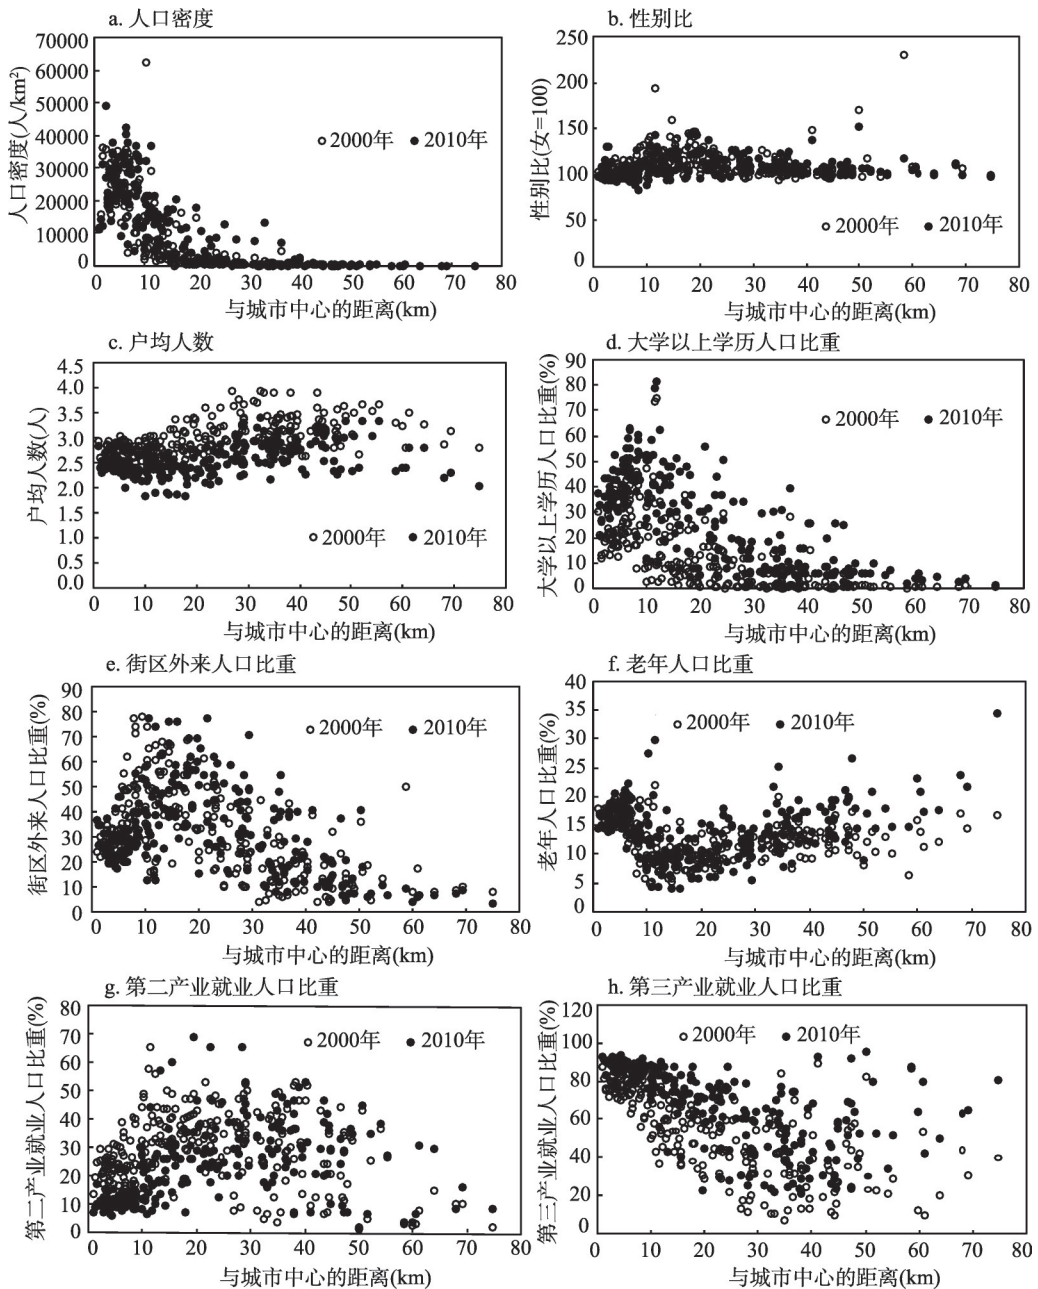 a. 人口密度
人口密度(人/km²)
70000
60000
50000
40000
30000
20000
10000
0
○2000年 ●2010年
0 10 20 30 40 50 60 70 80
与城市中心的距离(km)
b. 性别比
性别比(女=100)
250
200
150
100
50
0
○2000年 ●2010年
0 10 20 30 40 50 60 70 80
与城市中心的距离(km)
c. 户均人数
户均人数(人)
4.5
4.0
3.5
3.0
2.5
2.0
1.5
1.0
0.5
0.0
○2000年 ●2010年
0 10 20 30 40 50 60 70 80
与城市中心的距离(km)
d. 大学以上学历人口比重
大学以上学历人口比重(%)
90
80
70
60
50
40
30
20
10
0
○2000年 ●2010年
0 10 20 30 40 50 60 70 80
与城市中心的距离(km)
e. 街区外来人口比重
街区外来人口比重(%)
90
80
70
60
50
40
30
20
10
0
○2000年 ●2010年
0 10 20 30 40 50 60 70 80
与城市中心的距离(km)
f. 老年人口比重
老年人口比重(%)
40
35
30
25
20
15
10
5
0
○2000年 ●2010年
0 10 20 30 40 50 60 70 80
与城市中心的距离(km)
g. 第二产业就业人口比重
第二产业就业人口比重(%)
80
70
60
50
40
30
20
10
0
○2000年 ●2010年
0 10 20 30 40 50 60 70 80
与城市中心的距离(km)
h. 第三产业就业人口比重
第三产业就业人口比重(%)
120
100
80
60
40
20
0
○2000年 ●2010年
0 10 20 30 40 50 60 70 80
与城市中心的距离(km)